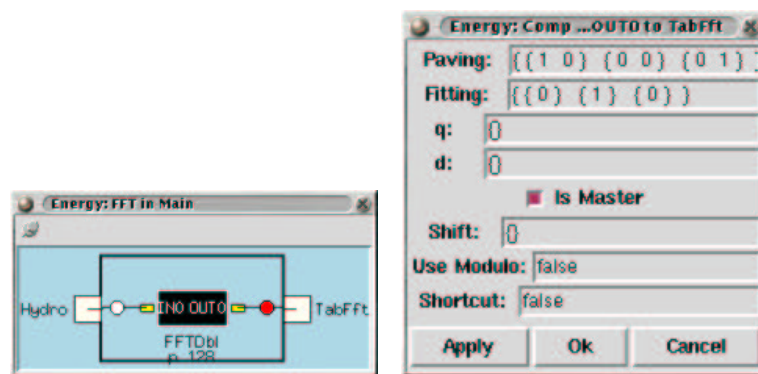 Energy: FFT in Main
Hydro
IN0 OUT0
TabFft
FFTDbl
p 128
Energy: Comp ...OUT0 to TabFft
Paving: {{1 0} {0 0} {0 1}
Fitting: {{0} {1} {0} }
q: {}
d: {}
Is Master
Shift: {}
Use Modulo: false
Shortcut: false
Apply Ok Cancel